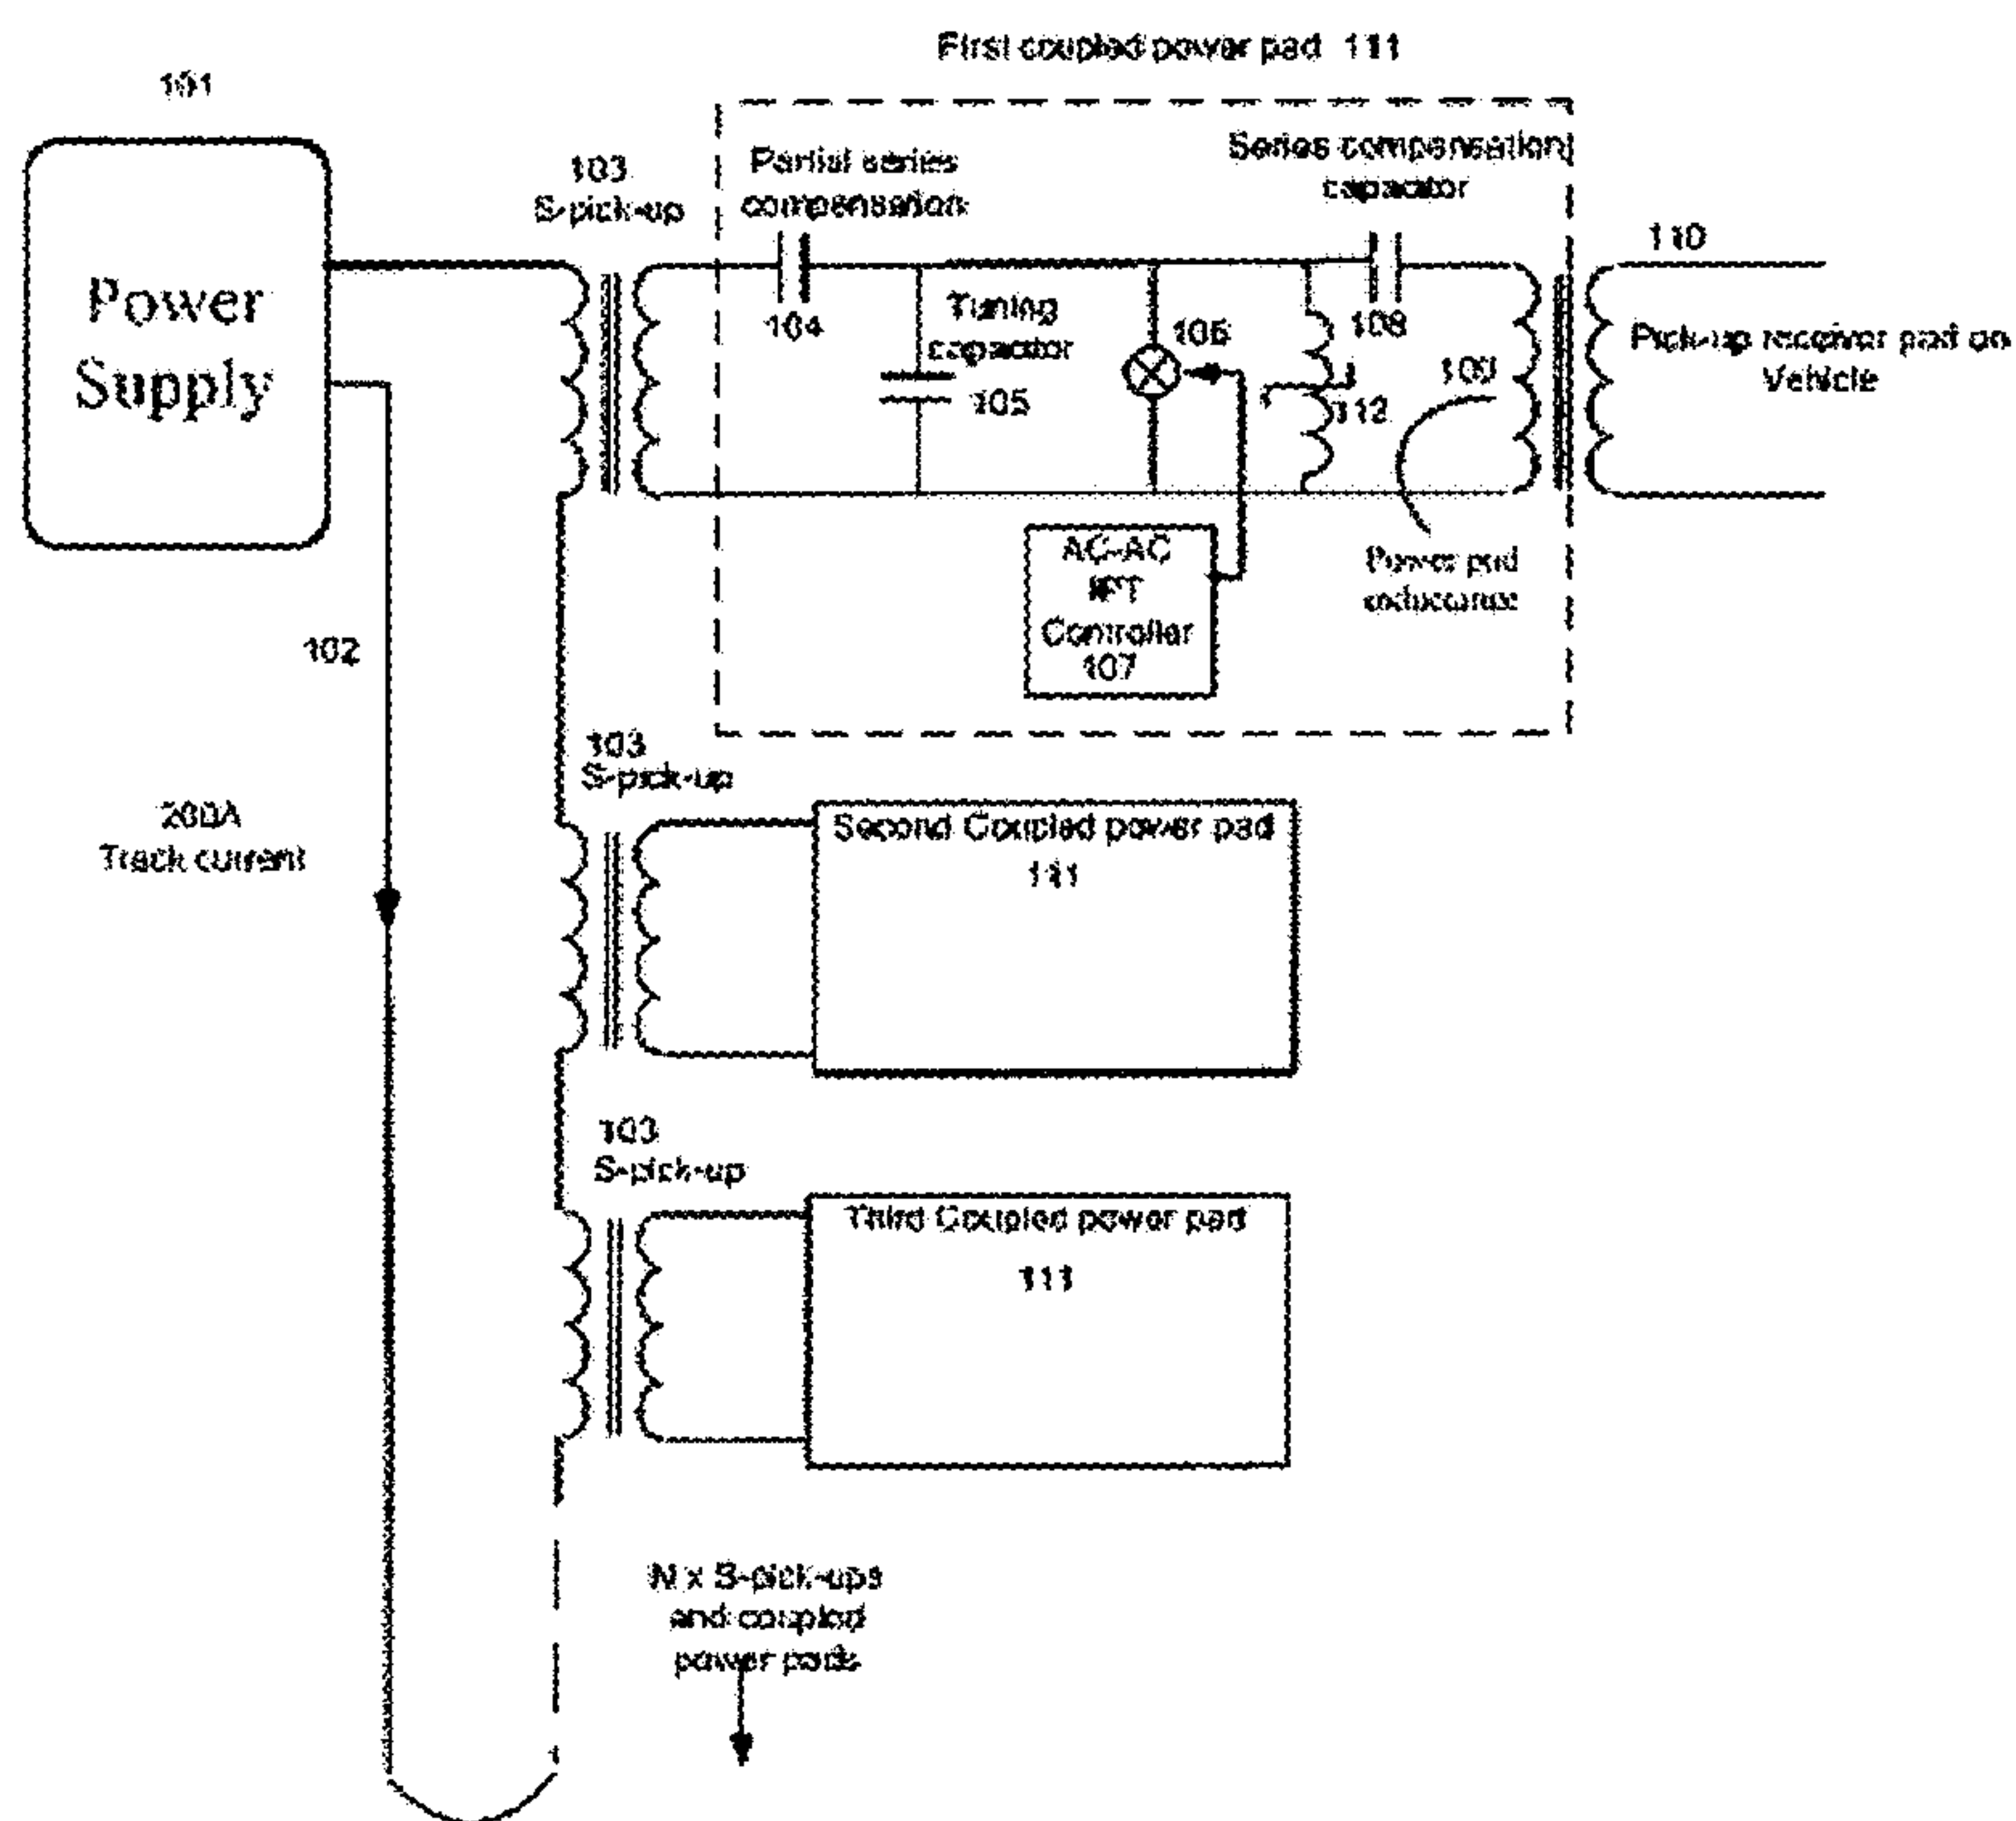 First coupled power pad 111
101
Power
Supply
103
S-pick-up
Partial series
compensation
104
Tuning
capacitor
105
106
112
Series compensation
capacitor
108
109
110
Pick-up receiver pad on
Vehicle
Power pad
inductance
AC-AC
IPT
Controller
107
102
200A
Track current
103
S-pick-up
Second Coupled power pad
111
103
S-pick-up
Third Coupled power pad
111
N x S-pick-ups
and coupled
power pads